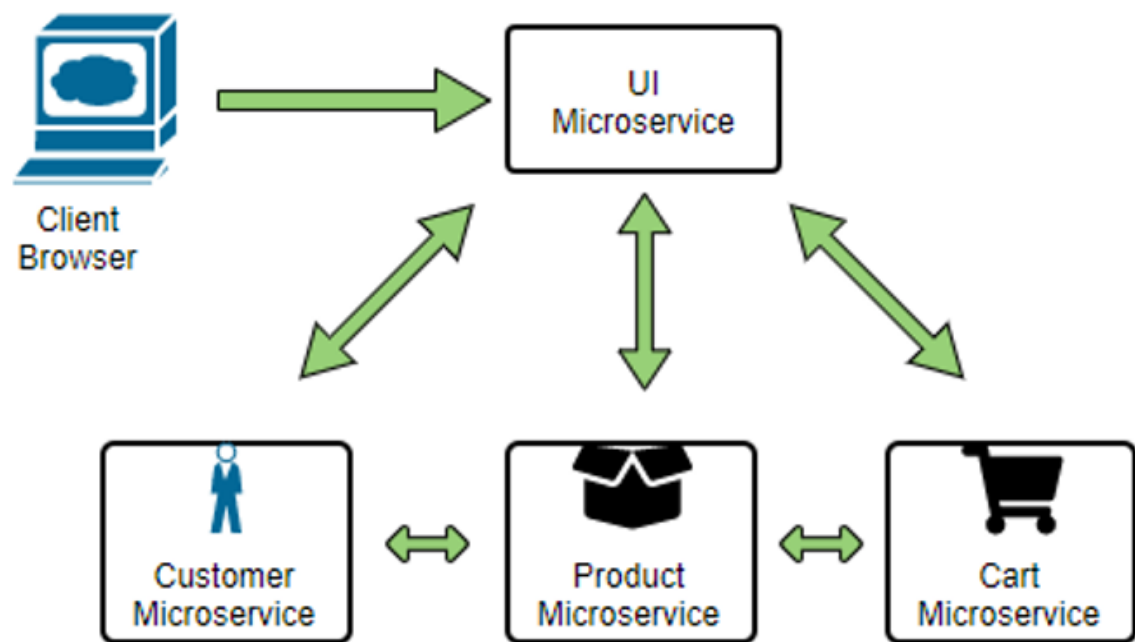 UI
Microservice
Client
Browser
Customer
Microservice
Product
Microservice
Cart
Microservice